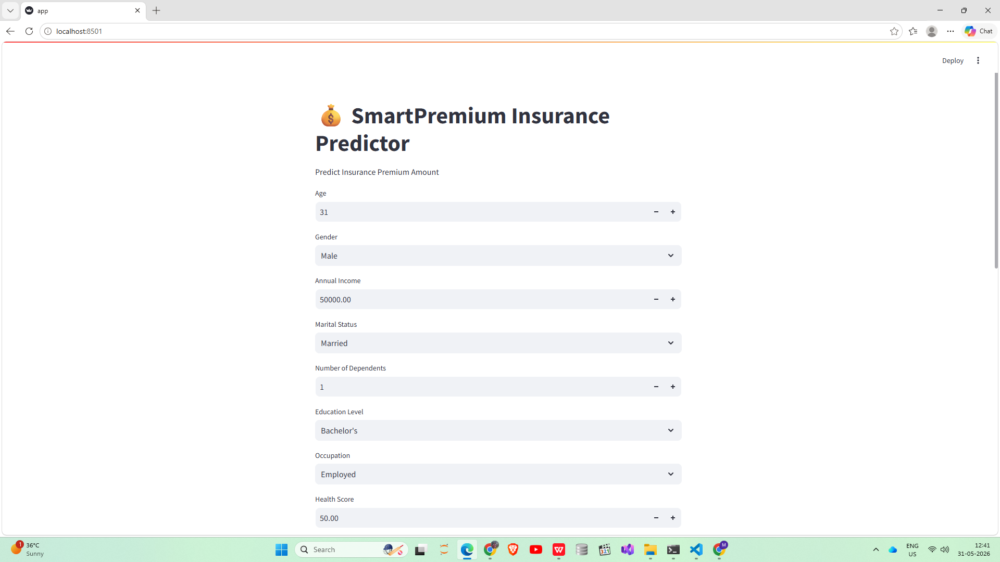 app
localhost:8501
Chat
Deploy
SmartPremium Insurance
Predictor
Predict Insurance Premium Amount
Age
31
Gender
Male
Annual Income
50000.00
Marital Status
Married
Number of Dependents
1
Education Level
Bachelor's
Occupation
Employed
Health Score
50.00
1
36°C
Sunny
Search
321
M
ENG
US
12:41
31-05-2026